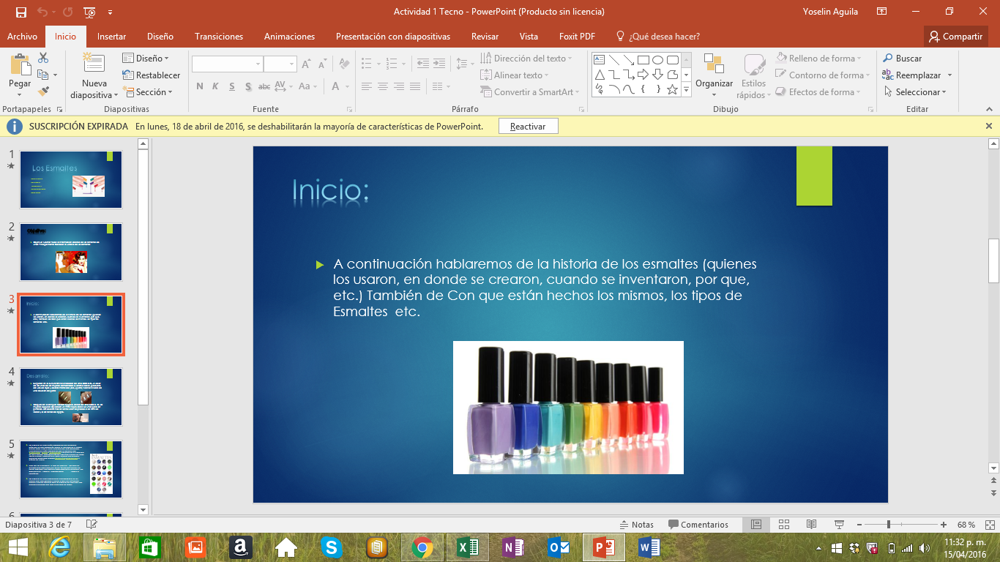 Actividad 1 Tecno - PowerPoint (Producto sin licencia)
Yoselin Aguila
Archivo Inicio Insertar Diseño Transiciones Animaciones Presentación con diapositivas Revisar Vista Foxit PDF ¿Qué desea hacer? Compartir
Pegar
Portapapeles
Nueva diapositiva
Diseño
Restablecer
Sección
Diapositivas
N K S S abc AV Aa A
Fuente
Dirección del texto
Alinear texto
Convertir a SmartArt
Párrafo
Organizar
Estilos rápidos
Relleno de forma
Contorno de forma
Efectos de forma
Dibujo
Buscar
Reemplazar
Seleccionar
Editar
SUSCRIPCIÓN EXPIRADA En lunes, 18 de abril de 2016, se deshabilitarán la mayoría de características de PowerPoint. Reactivar
1
Los Esmaltes
2
3
Inicio:
4
Desarrollo:
5
6
Inicio:
A continuación hablaremos de la historia de los esmaltes (quienes
los usaron, en donde se crearon, cuando se inventaron, por que,
etc.) También de Con que están hechos los mismos, los tipos de
Esmaltes etc.
Diapositiva 3 de 7
Notas Comentarios 68 %
11:32 p. m.
15/04/2016